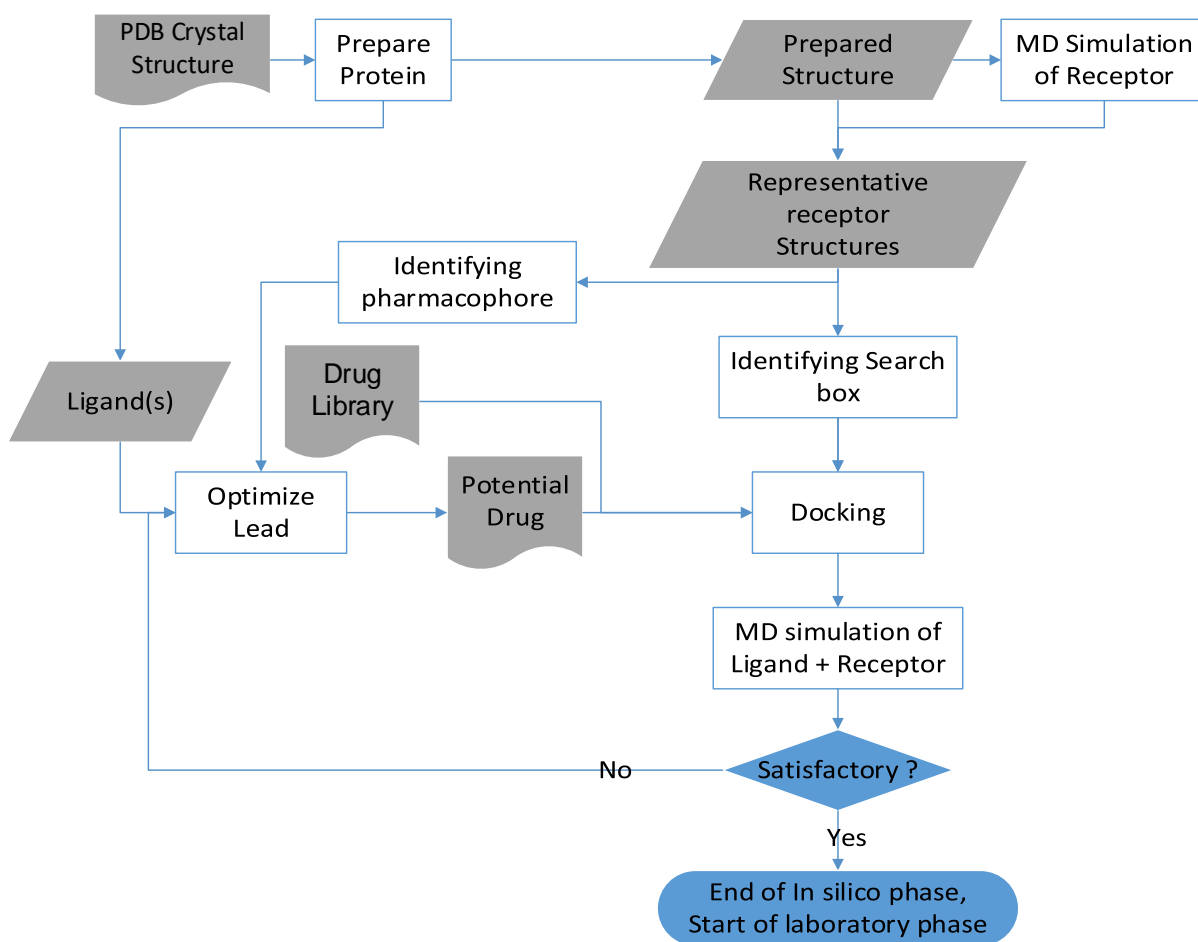 PDB Crystal
Structure
Prepare
Protein
Prepared
Structure
MD Simulation
of Receptor
Representative
receptor
Structures
Identifying
pharmacophore
Identifying Search
box
Ligand(s)
Drug
Library
Optimize
Lead
Potential
Drug
Docking
MD simulation of
Ligand + Receptor
No
Satisfactory ?
Yes
End of In silico phase,
Start of laboratory phase